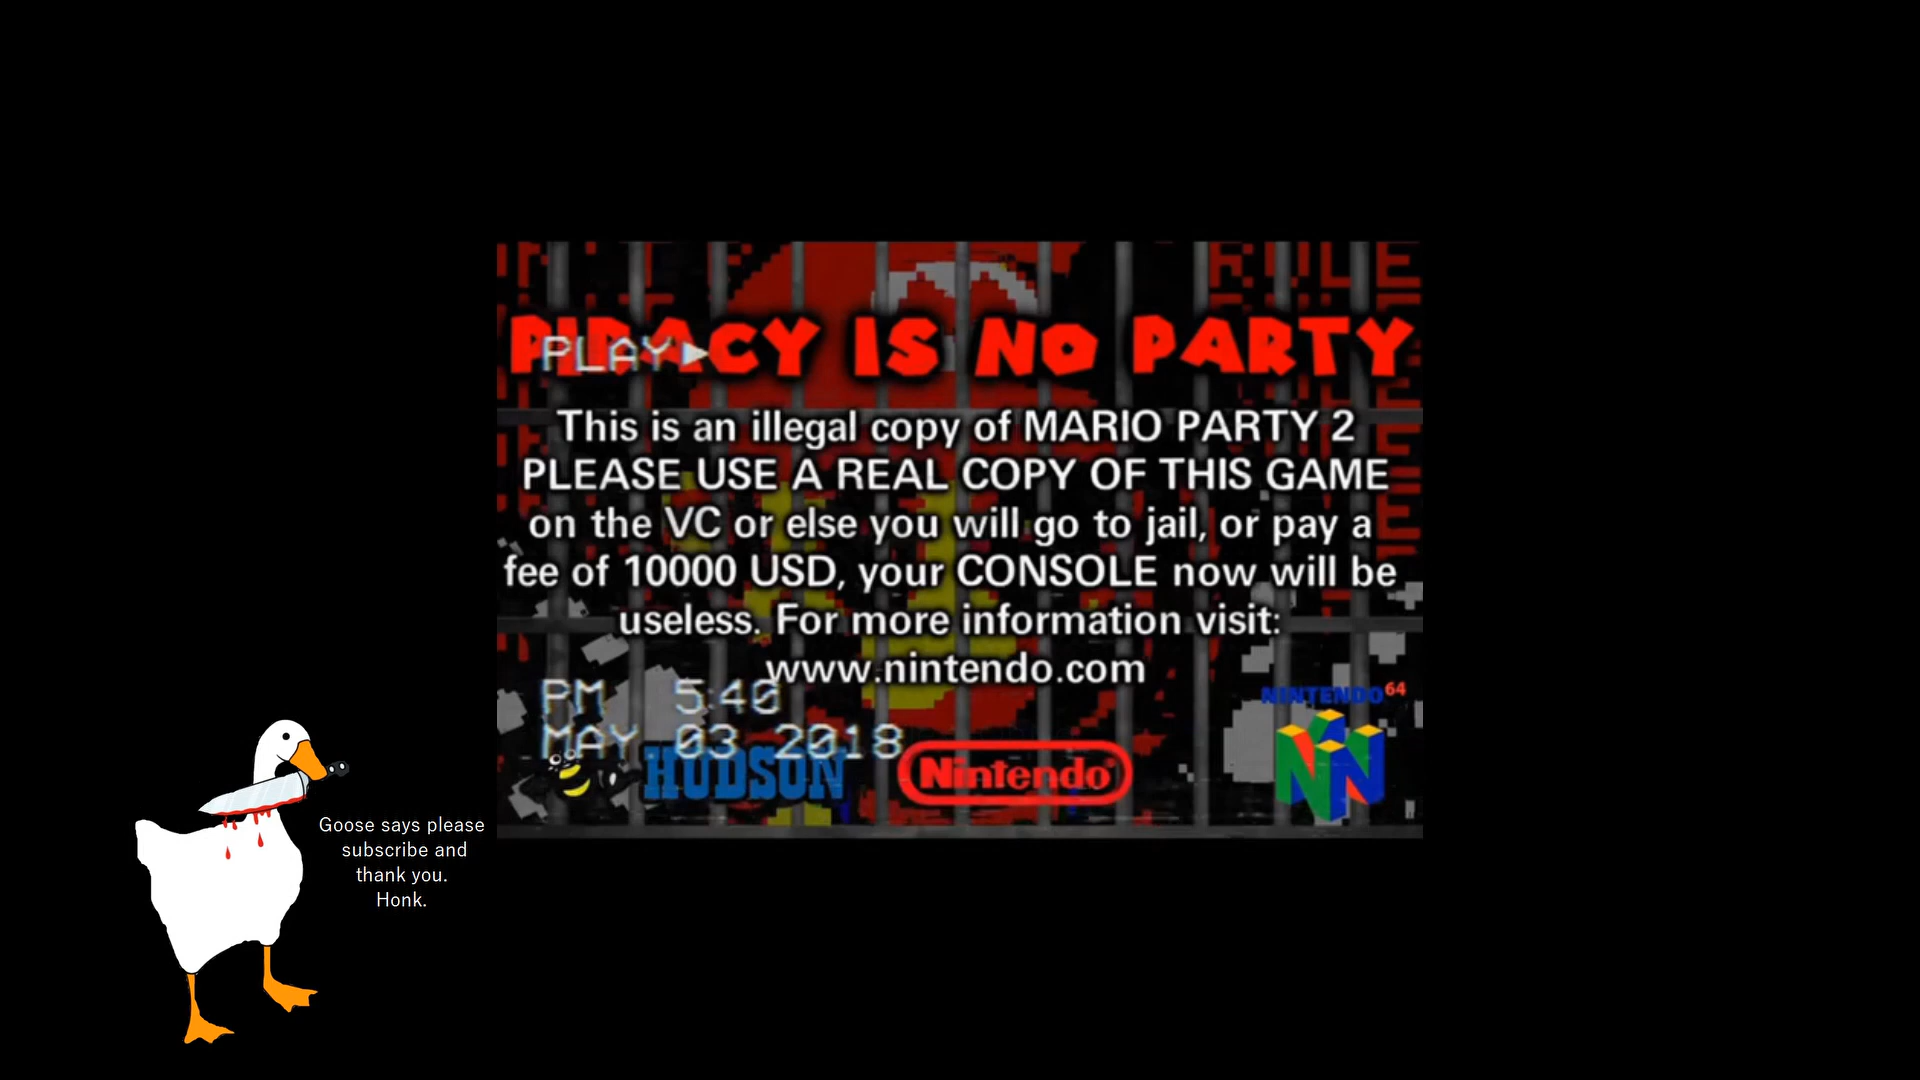 RULE
PIRACY IS NO PARTY
PLAY
This is an illegal copy of MARIO PARTY 2
PLEASE USE A REAL COPY OF THIS GAME
on the VC or else you will go to jail, or pay a
fee of 10000 USD, your CONSOLE now will be
useless. For more information visit:
www.nintendo.com
PM 5:40
MAY 03 2018
NINTENDO64
HUDSON
Nintendo®
Goose says please
subscribe and
thank you.
Honk.